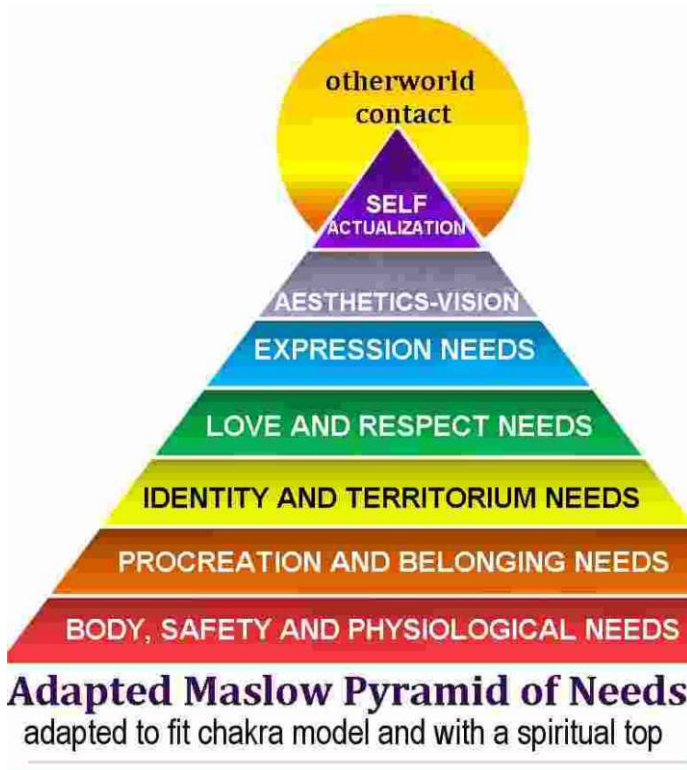 otherworld
contact
SELF
ACTUALIZATION
AESTHETICS-VISION
EXPRESSION NEEDS
LOVE AND RESPECT NEEDS
IDENTITY AND TERRITORIUM NEEDS
PROCREATION AND BELONGING NEEDS
BODY, SAFETY AND PHYSIOLOGICAL NEEDS
Adapted Maslow Pyramid of Needs
adapted to fit chakra model and with a spiritual top